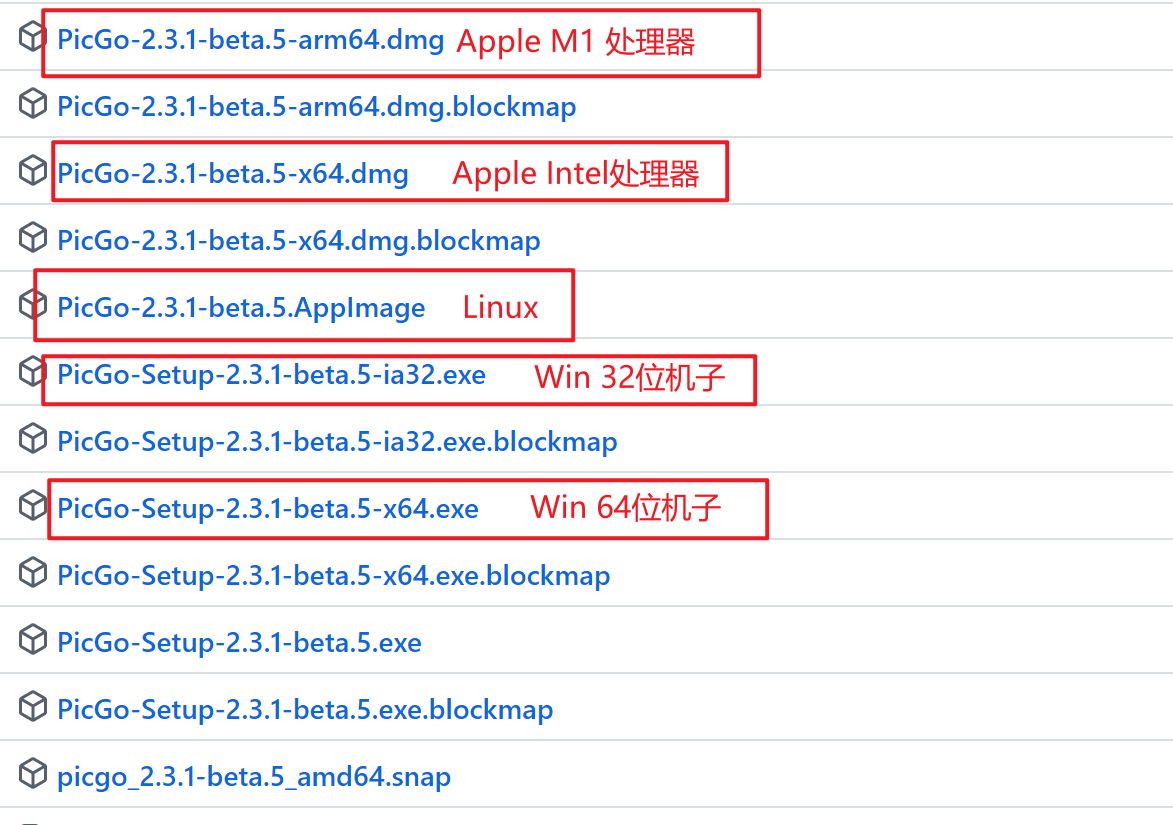 PicGo-2.3.1-beta.5-arm64.dmg Apple M1 处理器
PicGo-2.3.1-beta.5-arm64.dmg.blockmap
PicGo-2.3.1-beta.5-x64.dmg Apple Intel处理器
PicGo-2.3.1-beta.5-x64.dmg.blockmap
PicGo-2.3.1-beta.5.AppImage Linux
PicGo-Setup-2.3.1-beta.5-ia32.exe Win 32位机子
PicGo-Setup-2.3.1-beta.5-ia32.exe.blockmap
PicGo-Setup-2.3.1-beta.5-x64.exe Win 64位机子
PicGo-Setup-2.3.1-beta.5-x64.exe.blockmap
PicGo-Setup-2.3.1-beta.5.exe
PicGo-Setup-2.3.1-beta.5.exe.blockmap
picgo_2.3.1-beta.5_amd64.snap